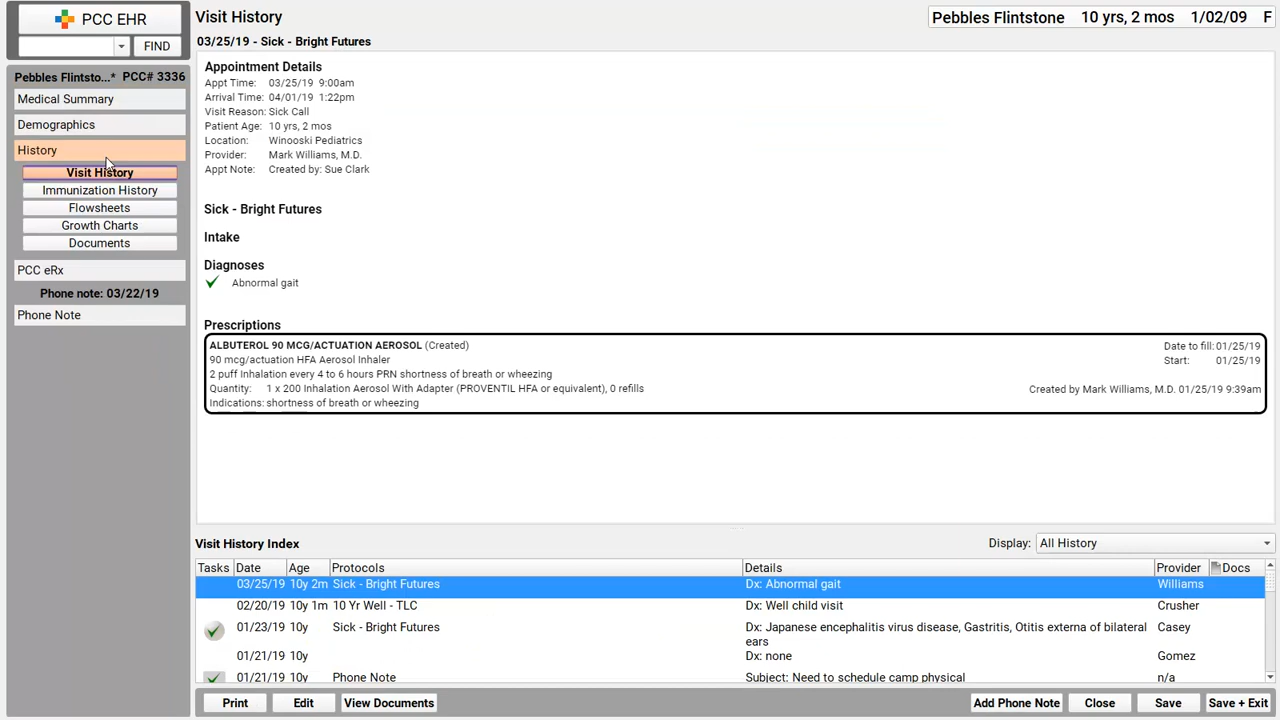 PCC EHR
FIND
Pebbles Flintsto...* PCC# 3336
Medical Summary
Demographics
History
Visit History
Immunization History
Flowsheets
Growth Charts
Documents
PCC eRx
Phone note: 03/22/19
Phone Note
Visit History
Pebbles Flintstone 10 yrs, 2 mos 1/02/09 F
03/25/19 - Sick - Bright Futures
Appointment Details
Appt Time: 03/25/19 9:00am
Arrival Time: 04/01/19 1:22pm
Visit Reason: Sick Call
Patient Age: 10 yrs, 2 mos
Location: Winooski Pediatrics
Provider: Mark Williams, M.D.
Appt Note: Created by: Sue Clark
Sick - Bright Futures
Intake
Diagnoses
Abnormal gait
Prescriptions
ALBUTEROL 90 MCG/ACTUATION AEROSOL (Created) Date to fill: 01/25/19
90 mcg/actuation HFA Aerosol Inhaler Start: 01/25/19
2 puff Inhalation every 4 to 6 hours PRN shortness of breath or wheezing
Quantity: 1 x 200 Inhalation Aerosol With Adapter (PROVENTIL HFA or equivalent), 0 refills Created by Mark Williams, M.D. 01/25/19 9:39am
Indications: shortness of breath or wheezing
Visit History Index Display: All History
Tasks Date Age Protocols Details Provider Docs
03/25/19 10y 2m Sick - Bright Futures Dx: Abnormal gait Williams
02/20/19 10y 1m 10 Yr Well - TLC Dx: Well child visit Crusher
01/23/19 10y Sick - Bright Futures Dx: Japanese encephalitis virus disease, Gastritis, Otitis externa of bilateral Casey
ears
01/21/19 10y Dx: none Gomez
01/21/19 10y Phone Note Subject: Need to schedule camp physical n/a
Print Edit View Documents Add Phone Note Close Save Save + Exit